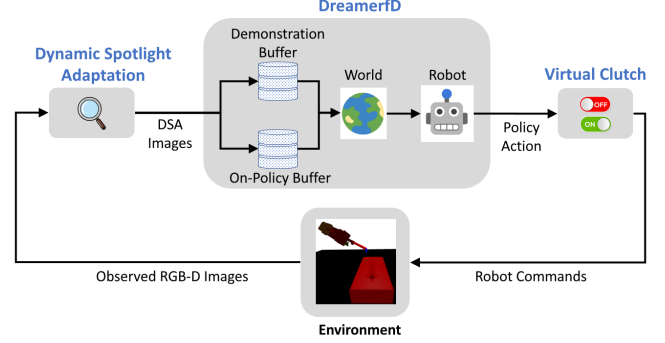 DreamerfD
Demonstration
Buffer
Dynamic Spotlight
Adaptation
World
Robot
Virtual Clutch
OFF
ON
DSA
Images
Policy
Action
On-Policy Buffer
Observed RGB-D Images
Robot Commands
Environment